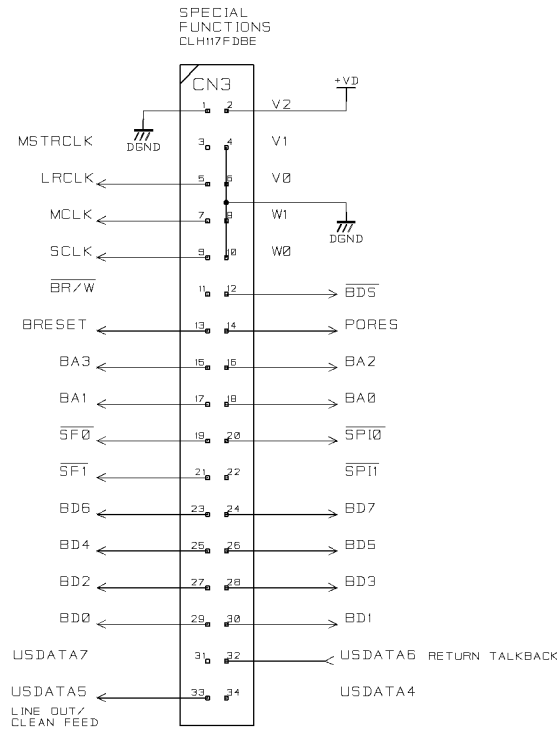 SPECIAL
FUNCTIONS
CLH117FDBE
CN3
+VD
1 2 V2
DGND
MSTRCLK 3 4 V1
LRCLK 5 6 V0
MCLK 7 8 W1
DGND
SCLK 9 10 W0
BR/W 11 12 BDS
BRESET 13 14 PORES
BA3 15 16 BA2
BA1 17 18 BA0
SF0 19 20 SPI0
SF1 21 22 SPI1
BD6 23 24 BD7
BD4 25 26 BD5
BD2 27 28 BD3
BD0 29 30 BD1
USDATA7 31 32 USDATA6 RETURN TALKBACK
USDATA5 33 34 USDATA4
LINE OUT/
CLEAN FEED